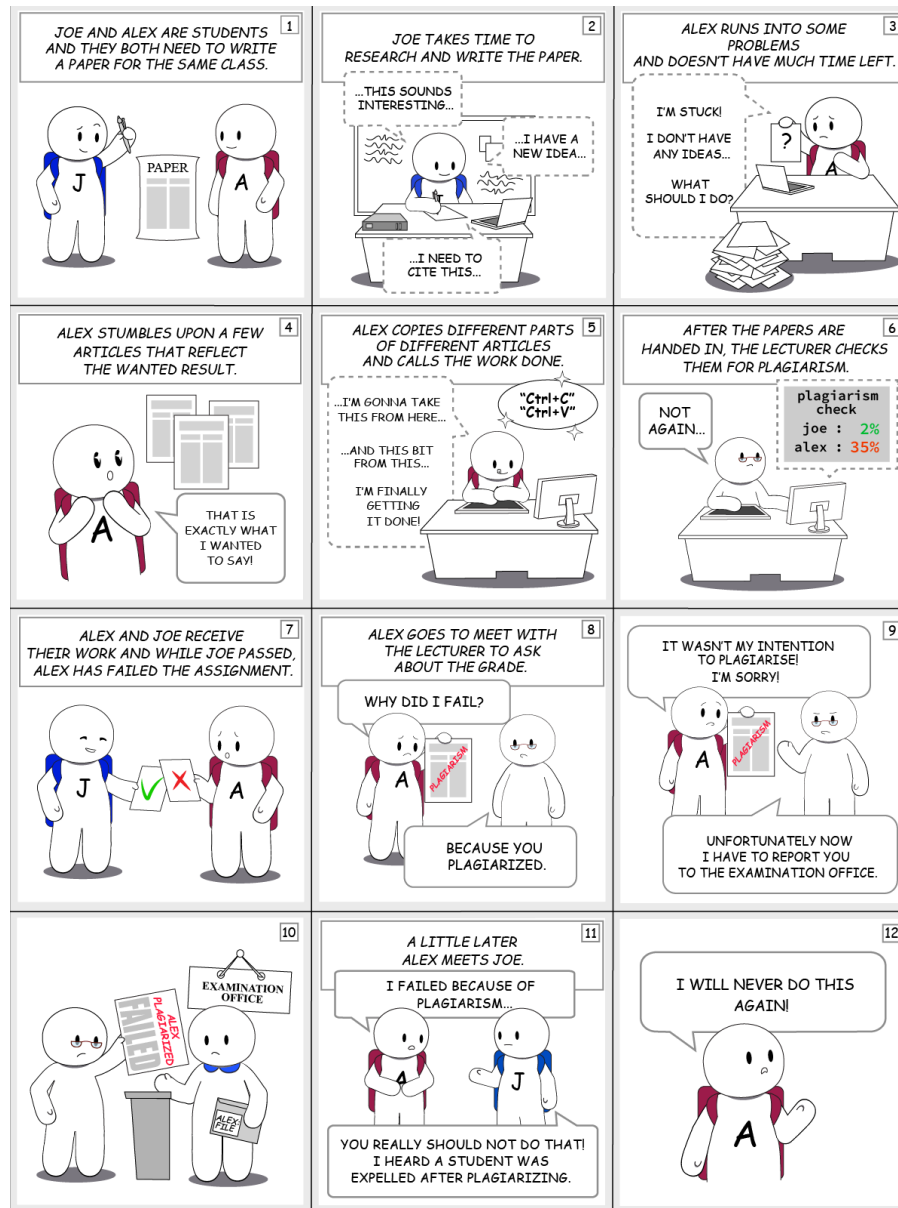 1
JOE AND ALEX ARE STUDENTS
AND THEY BOTH NEED TO WRITE
A PAPER FOR THE SAME CLASS.
J
PAPER
A
2
JOE TAKES TIME TO
RESEARCH AND WRITE THE PAPER.
...THIS SOUNDS
INTERESTING...
...I HAVE A
NEW IDEA...
J
...I NEED TO
CITE THIS...
3
ALEX RUNS INTO SOME
PROBLEMS
AND DOESN'T HAVE MUCH TIME LEFT.
I'M STUCK!
I DON'T HAVE
ANY IDEAS...
WHAT
SHOULD I DO?
?
A
4
ALEX STUMBLES UPON A FEW
ARTICLES THAT REFLECT
THE WANTED RESULT.
A
THAT IS
EXACTLY WHAT
I WANTED
TO SAY!
5
ALEX COPIES DIFFERENT PARTS
OF DIFFERENT ARTICLES
AND CALLS THE WORK DONE.
...I'M GONNA TAKE
THIS FROM HERE...
...AND THIS BIT
FROM THIS...
I'M FINALLY
GETTING
IT DONE!
"Ctrl+C"
"Ctrl+V"
6
AFTER THE PAPERS ARE
HANDED IN, THE LECTURER CHECKS
THEM FOR PLAGIARISM.
NOT
AGAIN...
plagiarism
check
joe : 2%
alex : 35%
7
ALEX AND JOE RECEIVE
THEIR WORK AND WHILE JOE PASSED,
ALEX HAS FAILED THE ASSIGNMENT.
J
A
8
ALEX GOES TO MEET WITH
THE LECTURER TO ASK
ABOUT THE GRADE.
WHY DID I FAIL?
A
PLAGIARISM
BECAUSE YOU
PLAGIARIZED.
9
IT WASN'T MY INTENTION
TO PLAGIARISE!
I'M SORRY!
A
PLAGIARISM
UNFORTUNATELY NOW
I HAVE TO REPORT YOU
TO THE EXAMINATION OFFICE.
10
EXAMINATION
OFFICE
ALEX
PLAGIARIZED
FAILED
ALEX-
FILE
11
A LITTLE LATER
ALEX MEETS JOE.
I FAILED BECAUSE OF
PLAGIARISM...
A
J
YOU REALLY SHOULD NOT DO THAT!
I HEARD A STUDENT WAS
EXPELLED AFTER PLAGIARIZING.
12
I WILL NEVER DO THIS
AGAIN!
A